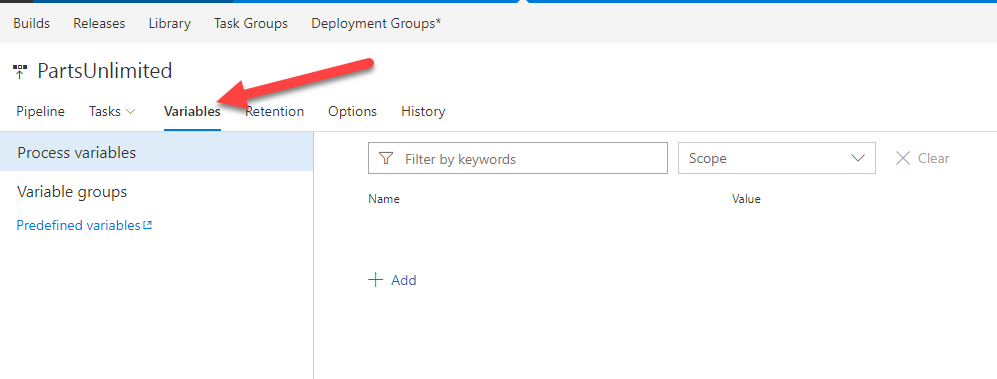 Builds Releases Library Task Groups Deployment Groups*
PartsUnlimited
Pipeline Tasks Variables Retention Options History
Process variables
Filter by keywords Scope Clear
Variable groups
Name Value
Predefined variables
Add